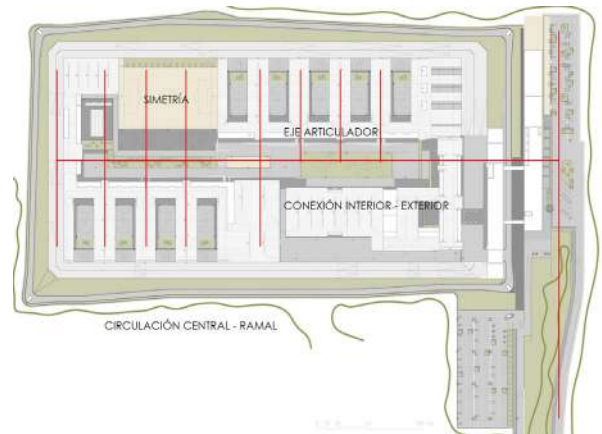 SIMETRÍA
EJE ARTICULADOR
CONEXIÓN INTERIOR - EXTERIOR
CIRCULACIÓN CENTRAL - RAMAL